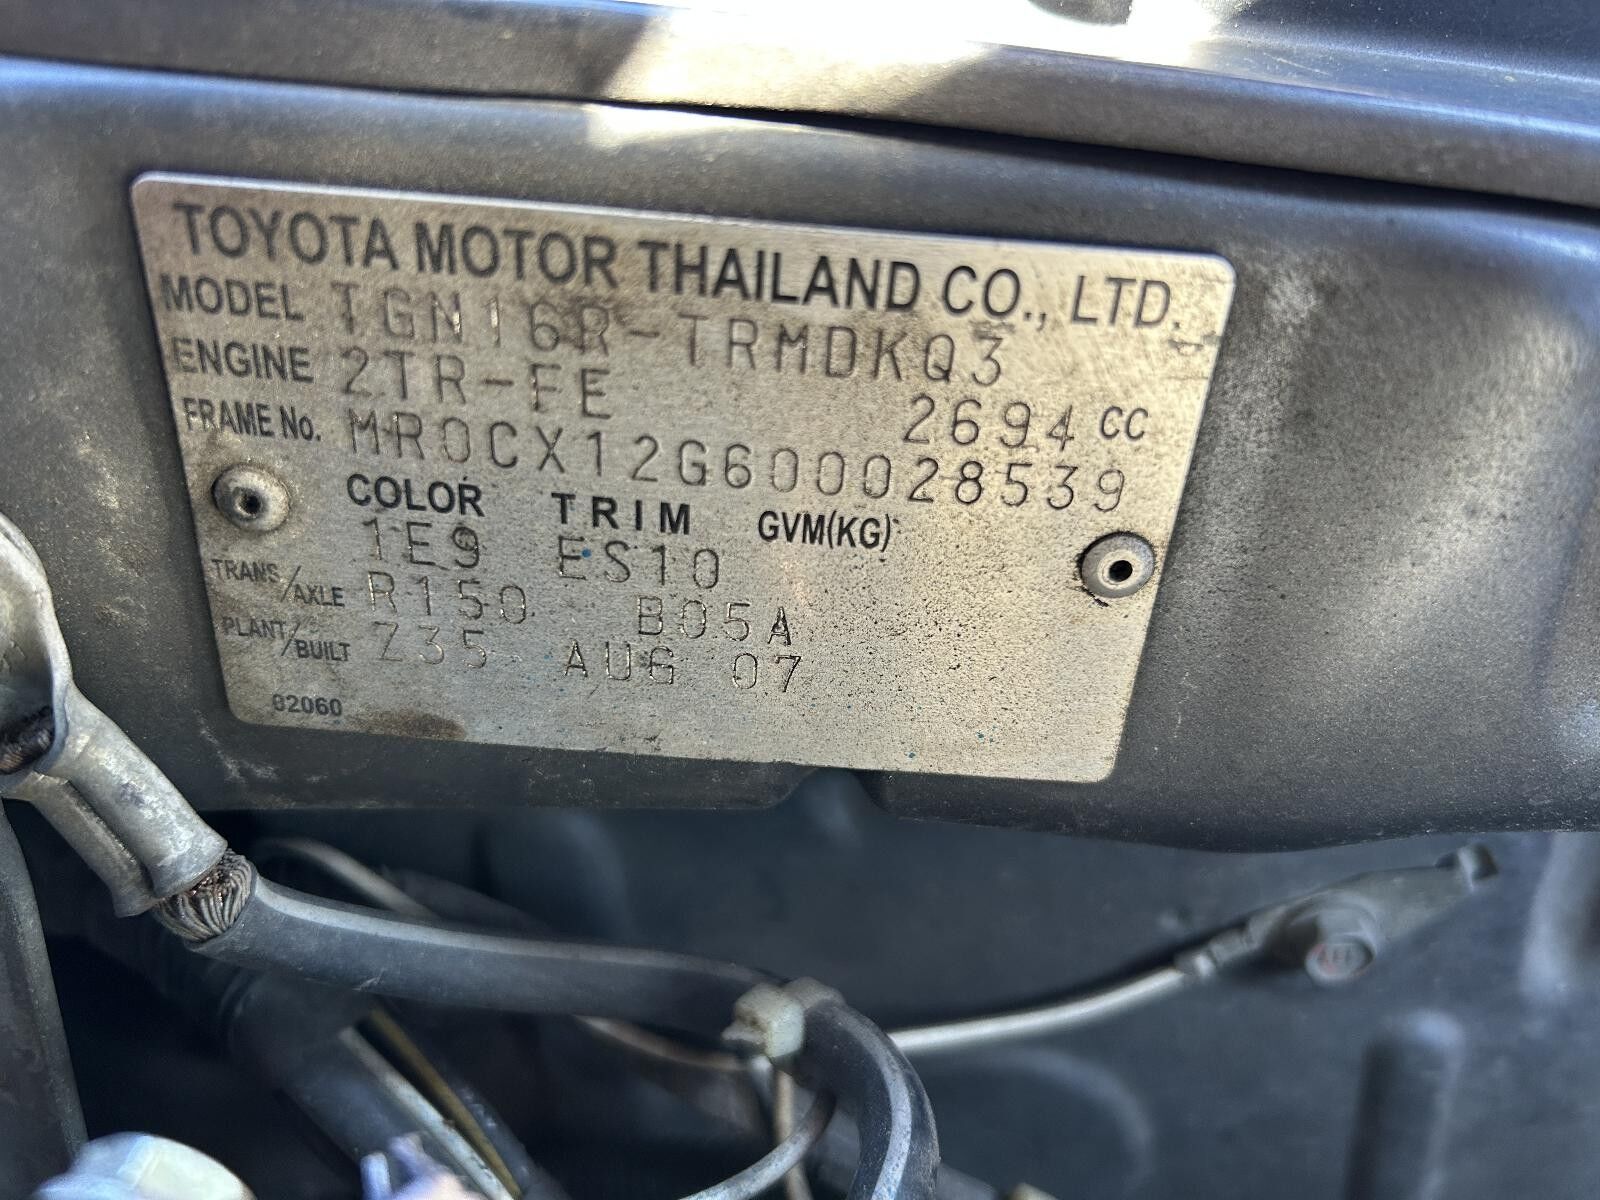 TOYOTA MOTOR THAILAND CO., LTD.
MODEL TGN16R-TRMDKQ3
ENGINE 2TR-FE 2694 CC
FRAME No. MR0CX12G600028539
COLOR TRIM GVM(KG)
1E9 ES10
TRANS/AXLE R150 B05A
PLANT/BUILT Z35 AUG 07
82060